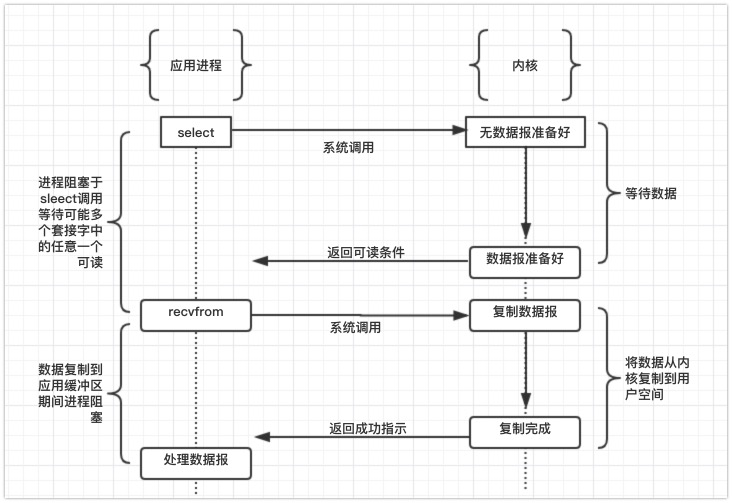 应用进程
内核
select
无数据报准备好
系统调用
进程阻塞于
sleect调用
等待可能多
个套接字中
的任意一个
可读
等待数据
返回可读条件
数据报准备好
recvfrom
复制数据报
系统调用
数据复制到
应用缓冲区
期间进程阻
塞
将数据从内
核复制到用
户空间
返回成功指示
复制完成
处理数据报